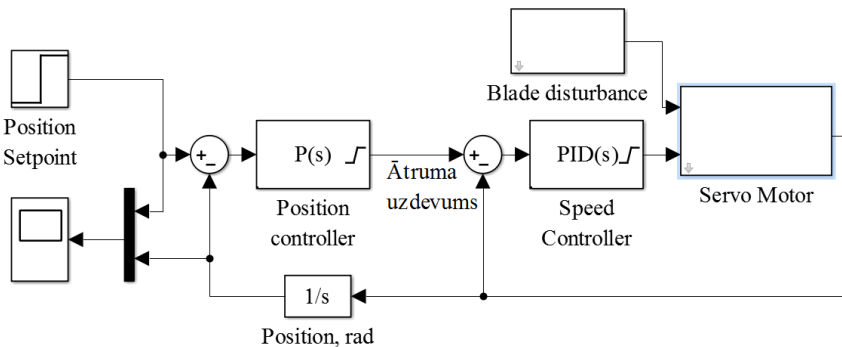 Blade disturbance
Position
Setpoint
+
-
P(s)
Position
controller
Ātruma
uzdevums
+
-
PID(s)
Speed
Controller
Servo Motor
1/s
Position, rad